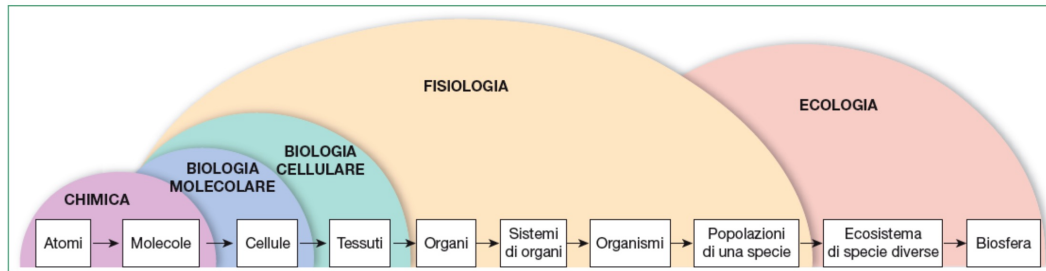 FISIOLOGIA
ECOLOGIA
BIOLOGIA
CELLULARE
BIOLOGIA
MOLECOLARE
CHIMICA
Atomi
Molecole
Cellule
Tessuti
Organi
Sistemi
di organi
Organismi
Popolazioni
di una specie
Ecosistema
di specie diverse
Biosfera